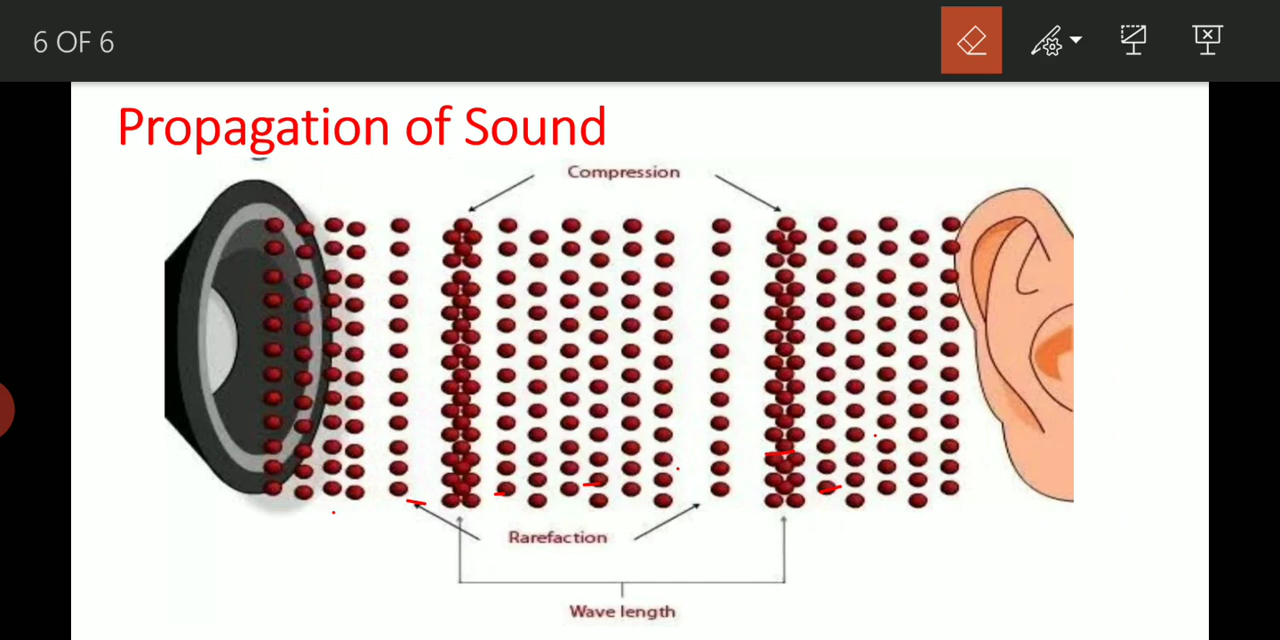 6 OF 6
Propagation of Sound
Compression
Rarefaction
Wave length